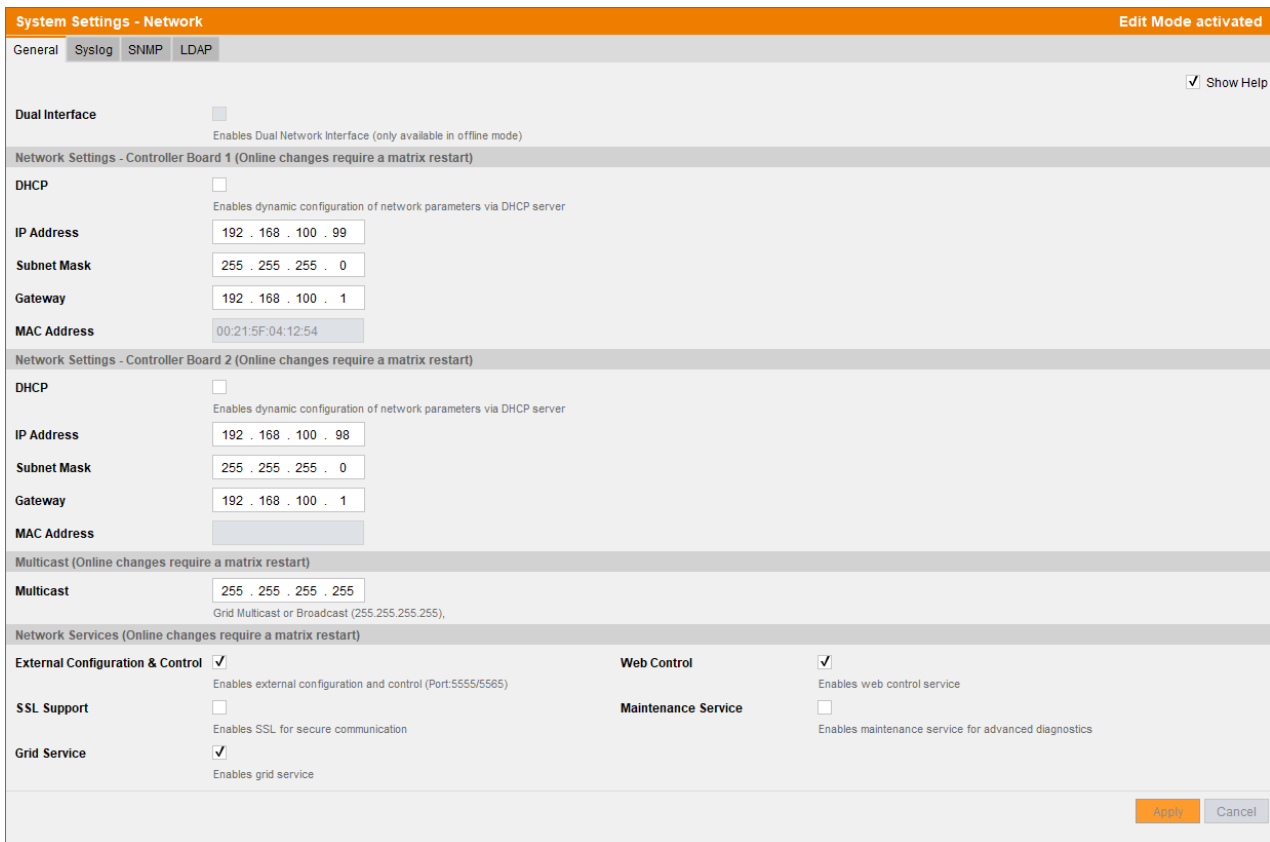 System Settings - Network Edit Mode activated
General Syslog SNMP LDAP
Show Help
Dual Interface
Enables Dual Network Interface (only available in offline mode)
Network Settings - Controller Board 1 (Online changes require a matrix restart)
DHCP
Enables dynamic configuration of network parameters via DHCP server
IP Address 192 . 168 . 100 . 99
Subnet Mask 255 . 255 . 255 . 0
Gateway 192 . 168 . 100 . 1
MAC Address 00:21:5F:04:12:54
Network Settings - Controller Board 2 (Online changes require a matrix restart)
DHCP
Enables dynamic configuration of network parameters via DHCP server
IP Address 192 . 168 . 100 . 98
Subnet Mask 255 . 255 . 255 . 0
Gateway 192 . 168 . 100 . 1
MAC Address
Multicast (Online changes require a matrix restart)
Multicast 255 . 255 . 255 . 255
Grid Multicast or Broadcast (255.255.255.255),
Network Services (Online changes require a matrix restart)
External Configuration & Control Web Control
Enables external configuration and control (Port:5555/5565) Enables web control service
SSL Support Maintenance Service
Enables SSL for secure communication Enables maintenance service for advanced diagnostics
Grid Service
Enables grid service
Apply Cancel